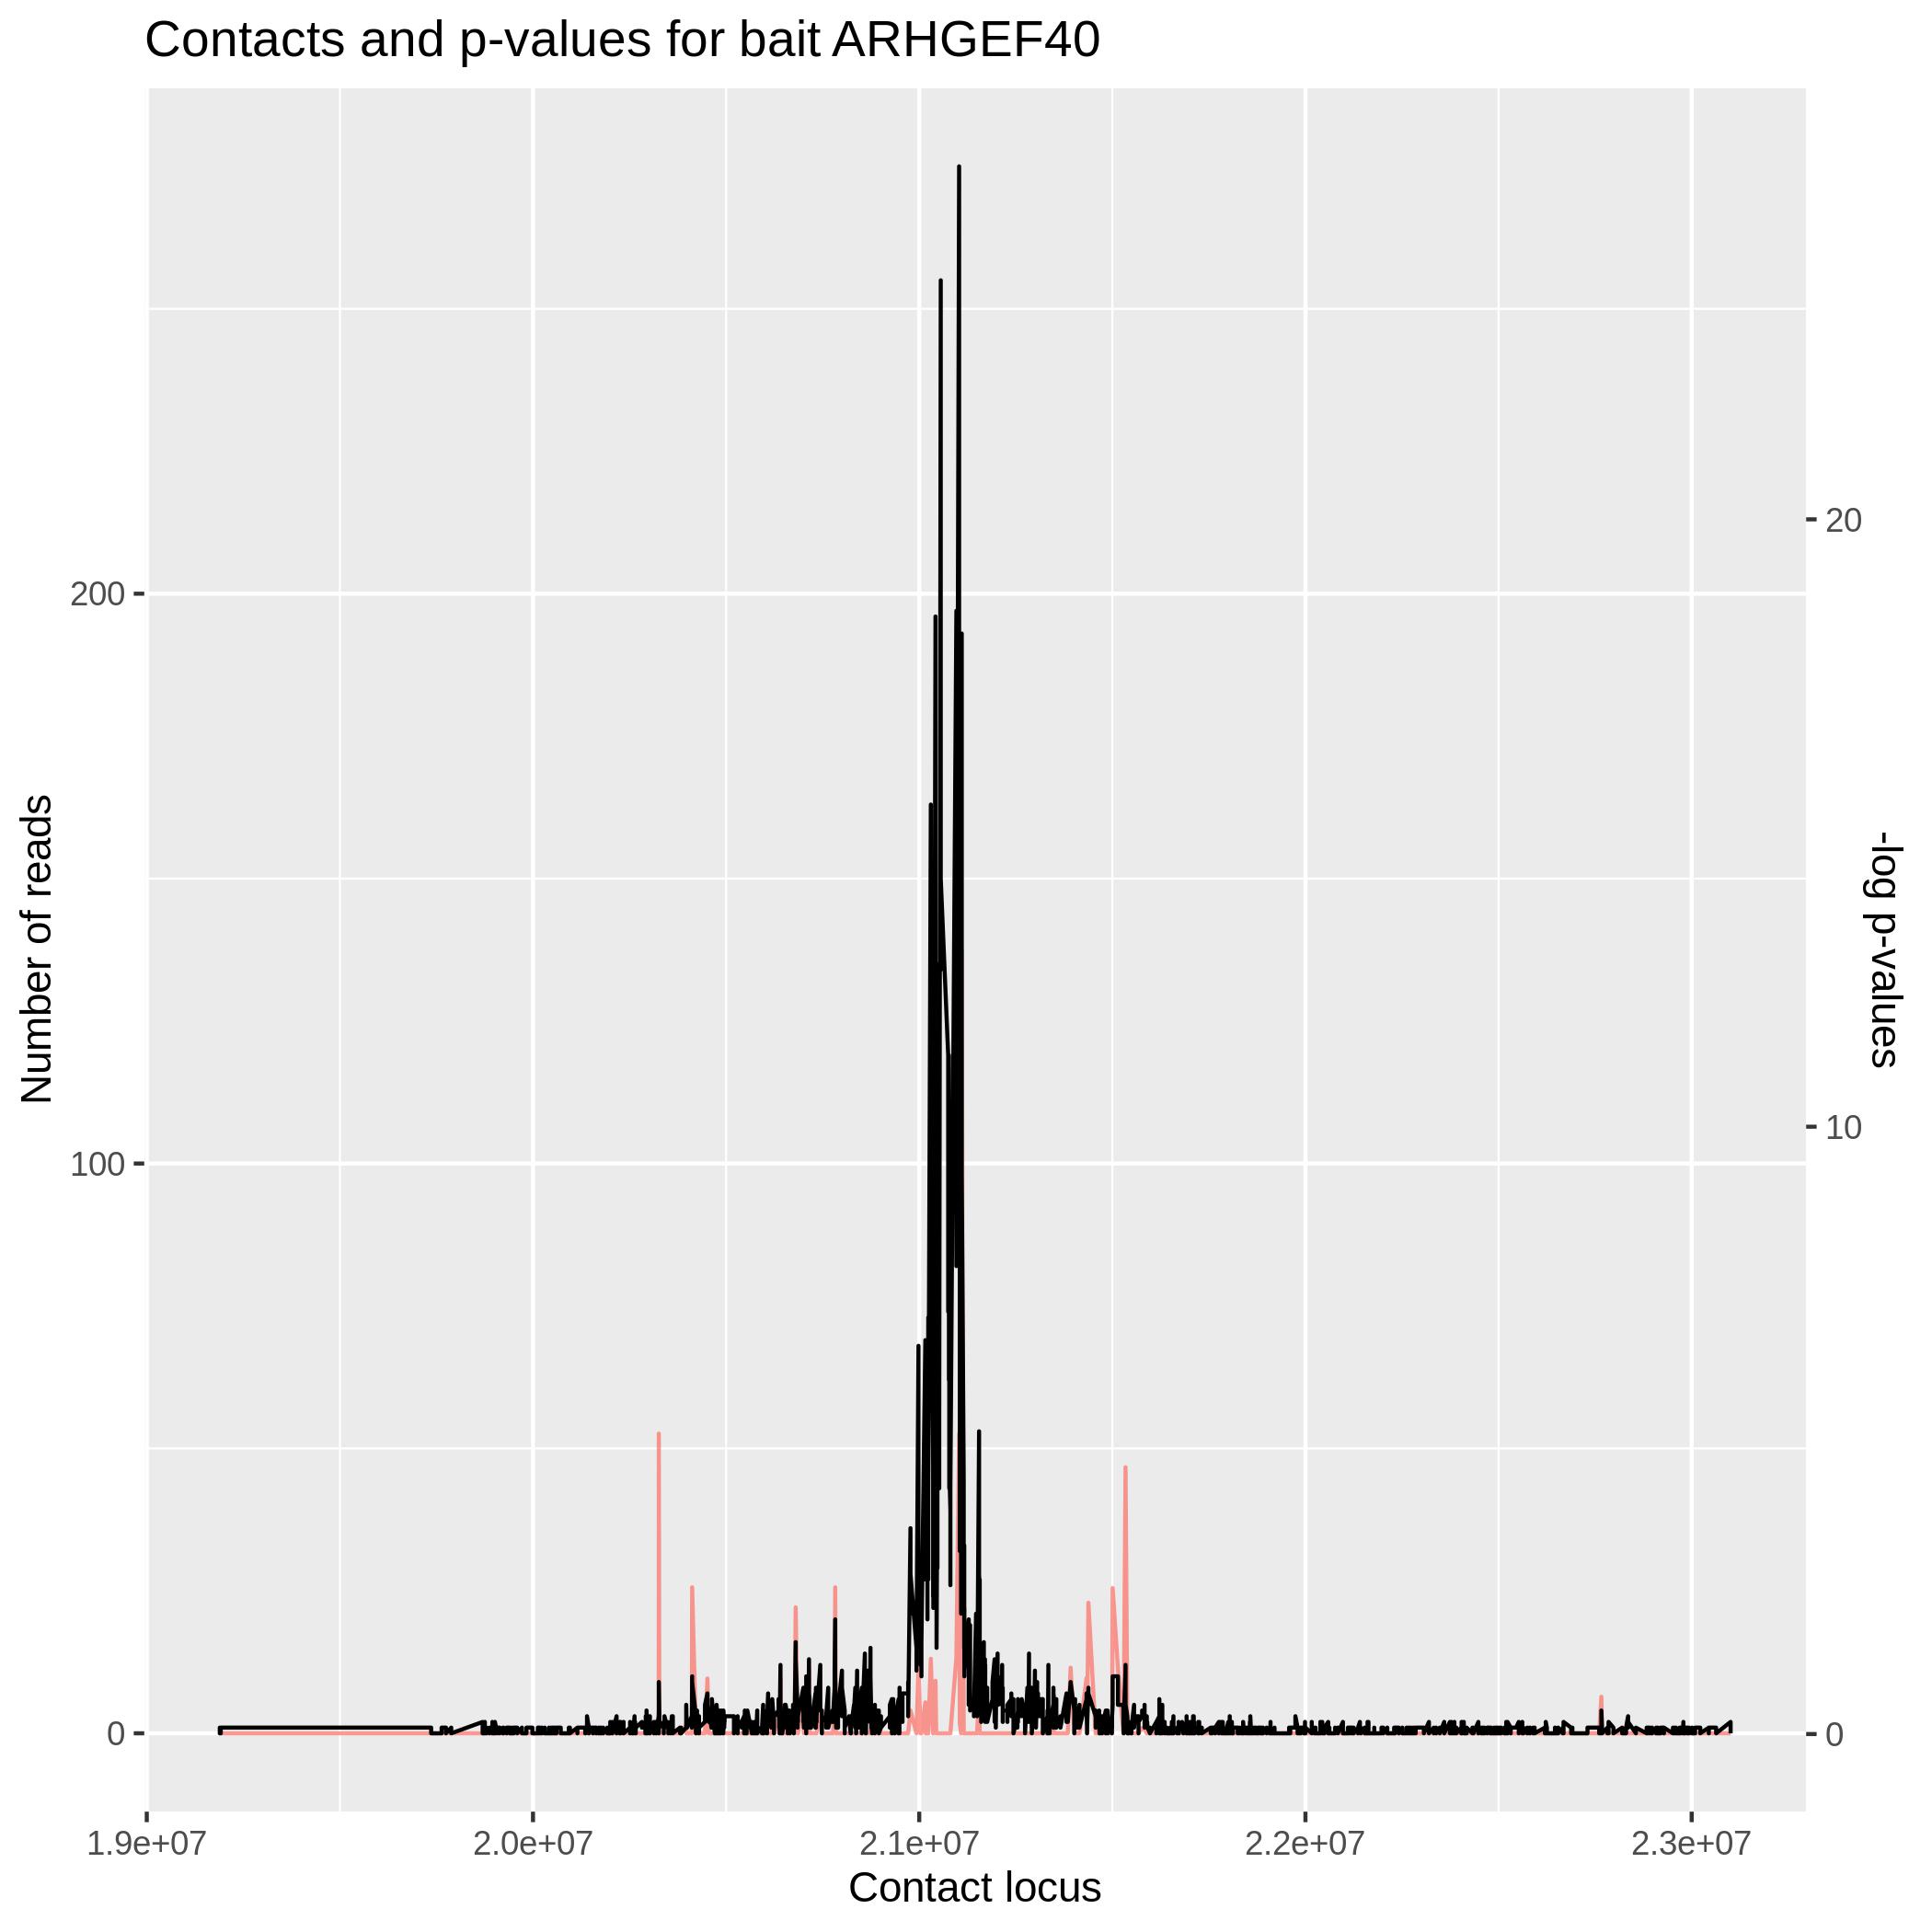 Contacts and p-values for bait ARHGEF40
Number of reads
200
100
0
20
10
0
-log p-values
1.9e+07
2.0e+07
2.1e+07
2.2e+07
2.3e+07
Contact locus